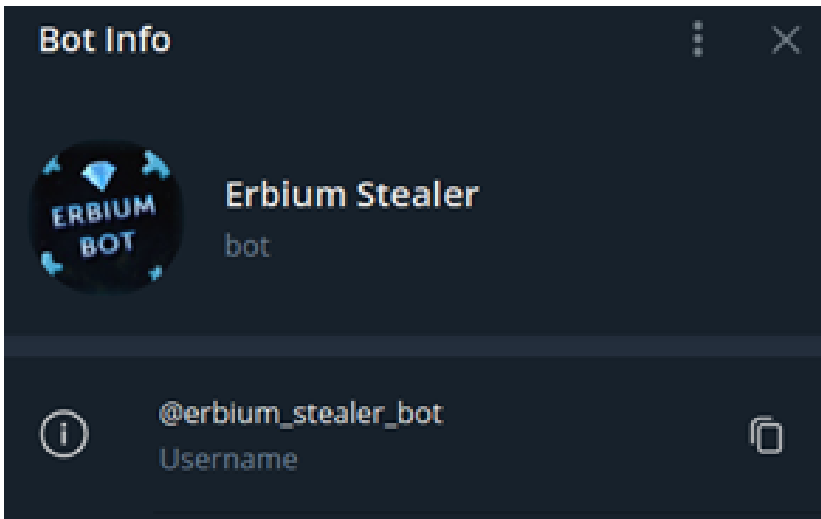 Bot Info
ERBIUM
BOT
Erbium Stealer
bot
@erbium_stealer_bot
Username